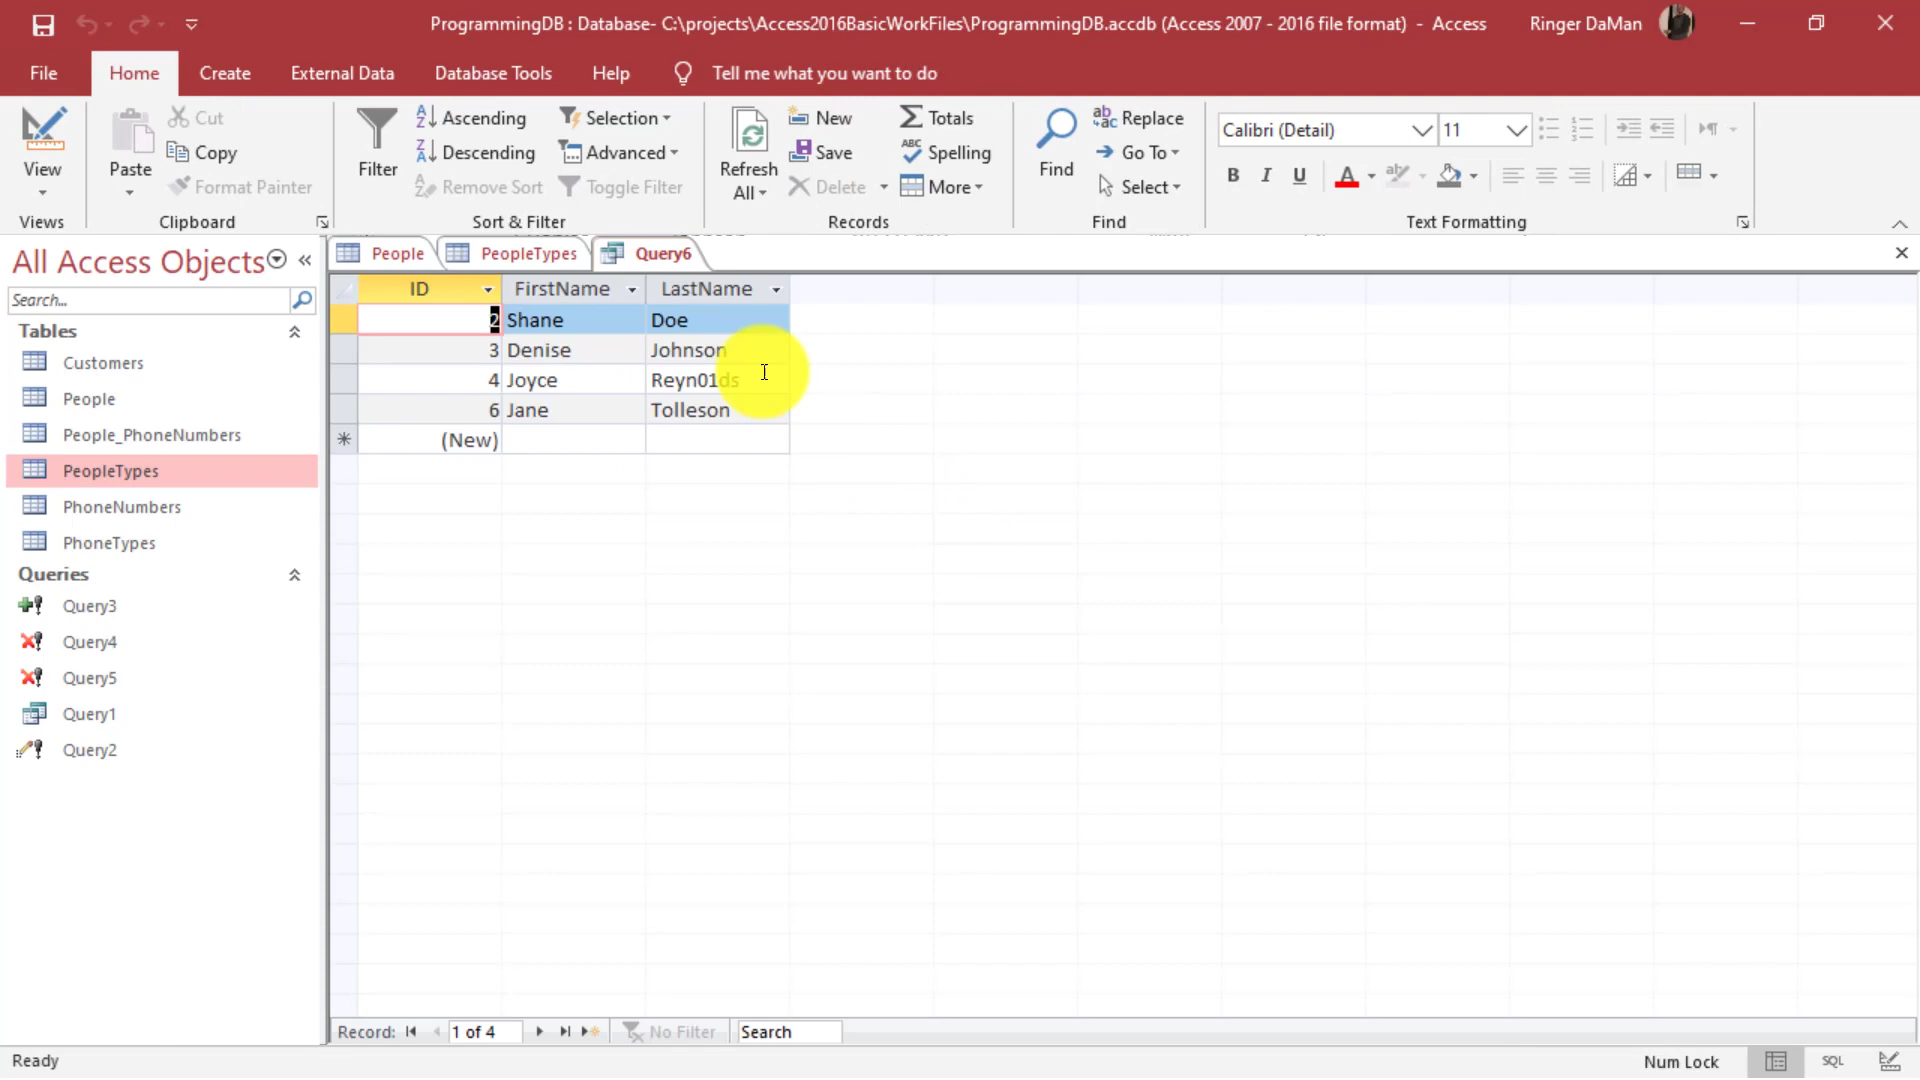 ProgrammingDB : Database- C:\projects\Access2016BasicWorkFiles\ProgrammingDB.accdb (Access 2007 - 2016 file format) - Access
Ringer DaMan
File Home Create External Data Database Tools Help Tell me what you want to do
View
Views
Paste
Cut
Copy
Format Painter
Clipboard
Filter
Ascending
Descending
Remove Sort
Selection
Advanced
Toggle Filter
Sort & Filter
Refresh
All
New
Save
Delete
Totals
Spelling
More
Records
Find
Replace
Go To
Select
Find
Calibri (Detail) 11
B I U A
Text Formatting
All Access Objects
Search...
Tables
Customers
People
People_PhoneNumbers
PeopleTypes
PhoneNumbers
PhoneTypes
Queries
Query3
Query4
Query5
Query1
Query2
People PeopleTypes Query6
ID FirstName LastName
2 Shane Doe
3 Denise Johnson
4 Joyce Reyn01ds
6 Jane Tolleson
(New)
Record: 1 of 4 No Filter Search
Ready
Num Lock
SQL